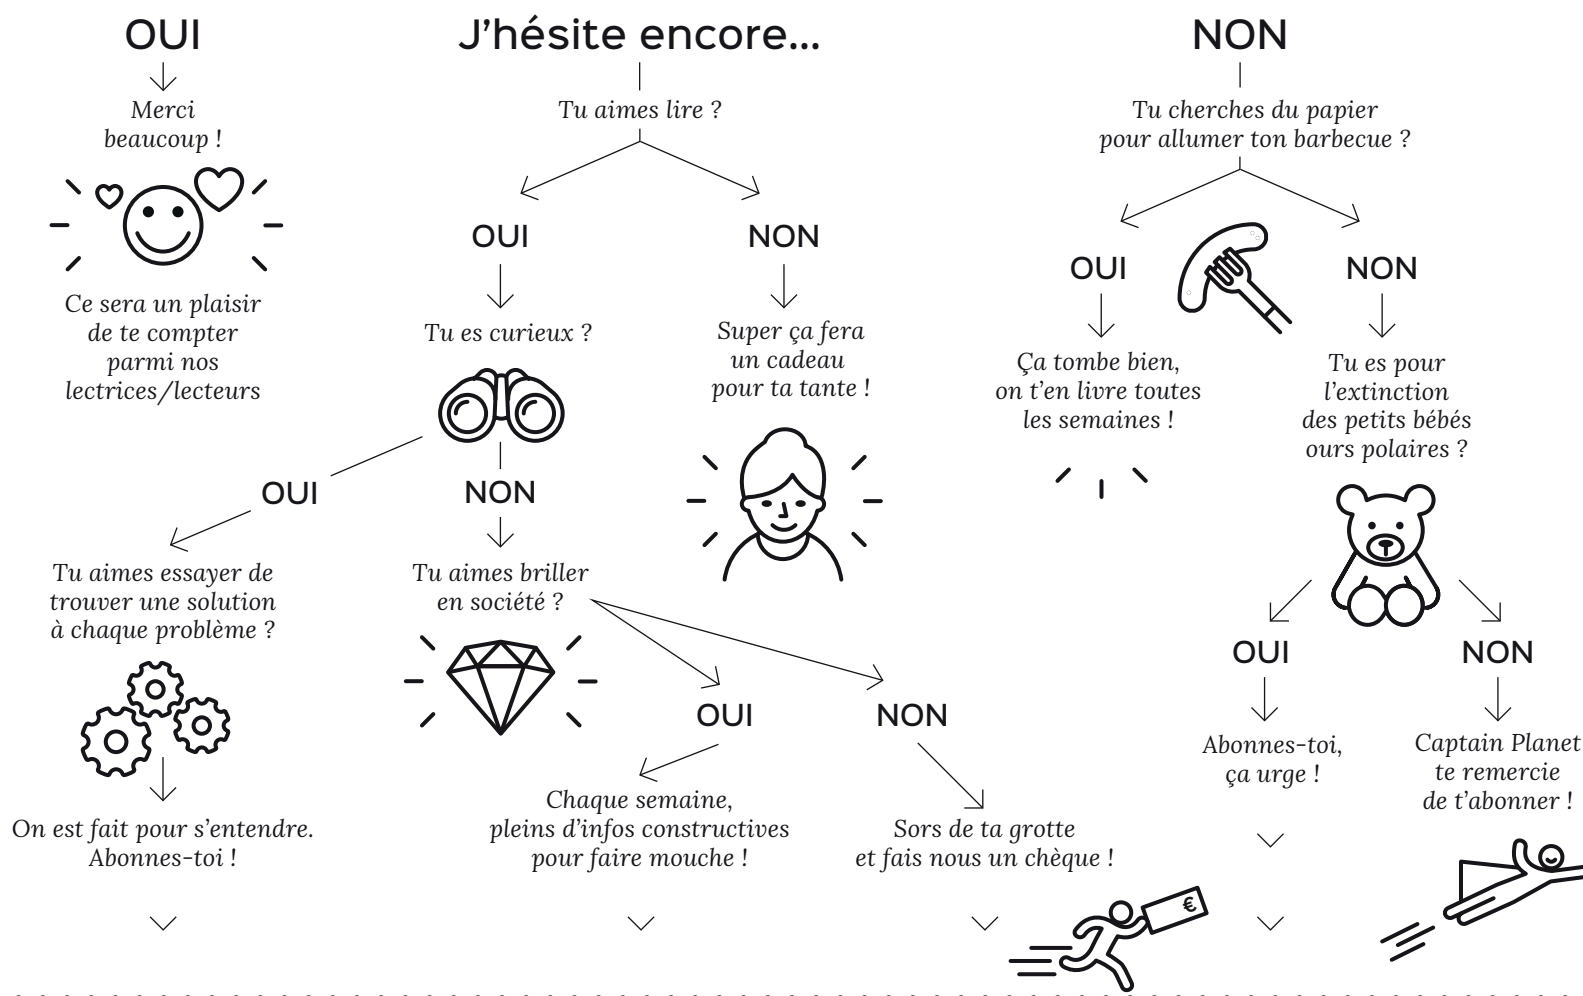 OUI
Merci
beaucoup !
Ce sera un plaisir
de te compter
parmi nos
lectrices/lecteurs
J’hésite encore...
Tu aimes lire ?
OUI
NON
Tu es curieux ?
Super ça fera
un cadeau
pour ta tante !
OUI
NON
Tu aimes essayer de
trouver une solution
à chaque problème ?
On est fait pour s’entendre.
Abonnes-toi !
Tu aimes briller
en société ?
OUI
NON
Chaque semaine,
pleins d’infos constructives
pour faire mouche !
Sors de ta grotte
et fais nous un chèque !
€
NON
Tu cherches du papier
pour allumer ton barbecue ?
OUI
NON
Ça tombe bien,
on t’en livre toutes
les semaines !
Tu es pour
l’extinction
des petits bébés
ours polaires ?
OUI
NON
Abonnes-toi,
ça urge !
Captain Planet
te remercie
de t’abonner !